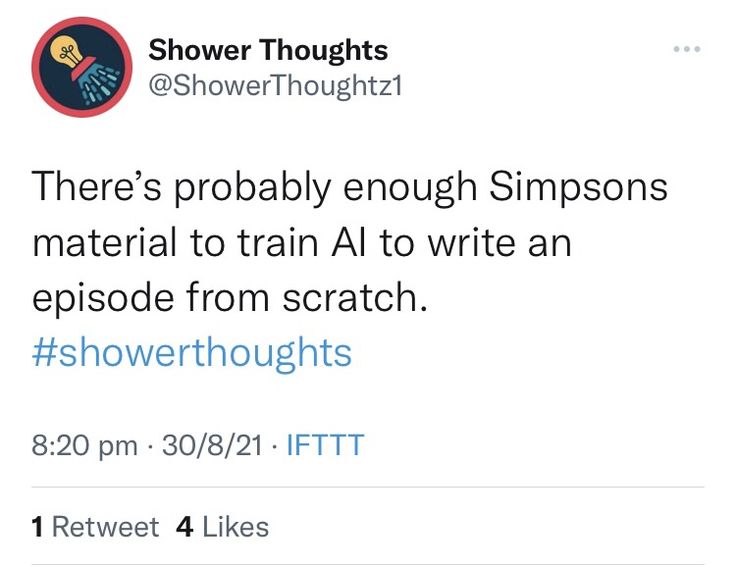 Shower Thoughts
@ShowerThoughtz1
There’s probably enough Simpsons
material to train AI to write an
episode from scratch.
#showerthoughts
8:20 pm · 30/8/21 · IFTTT
1 Retweet 4 Likes